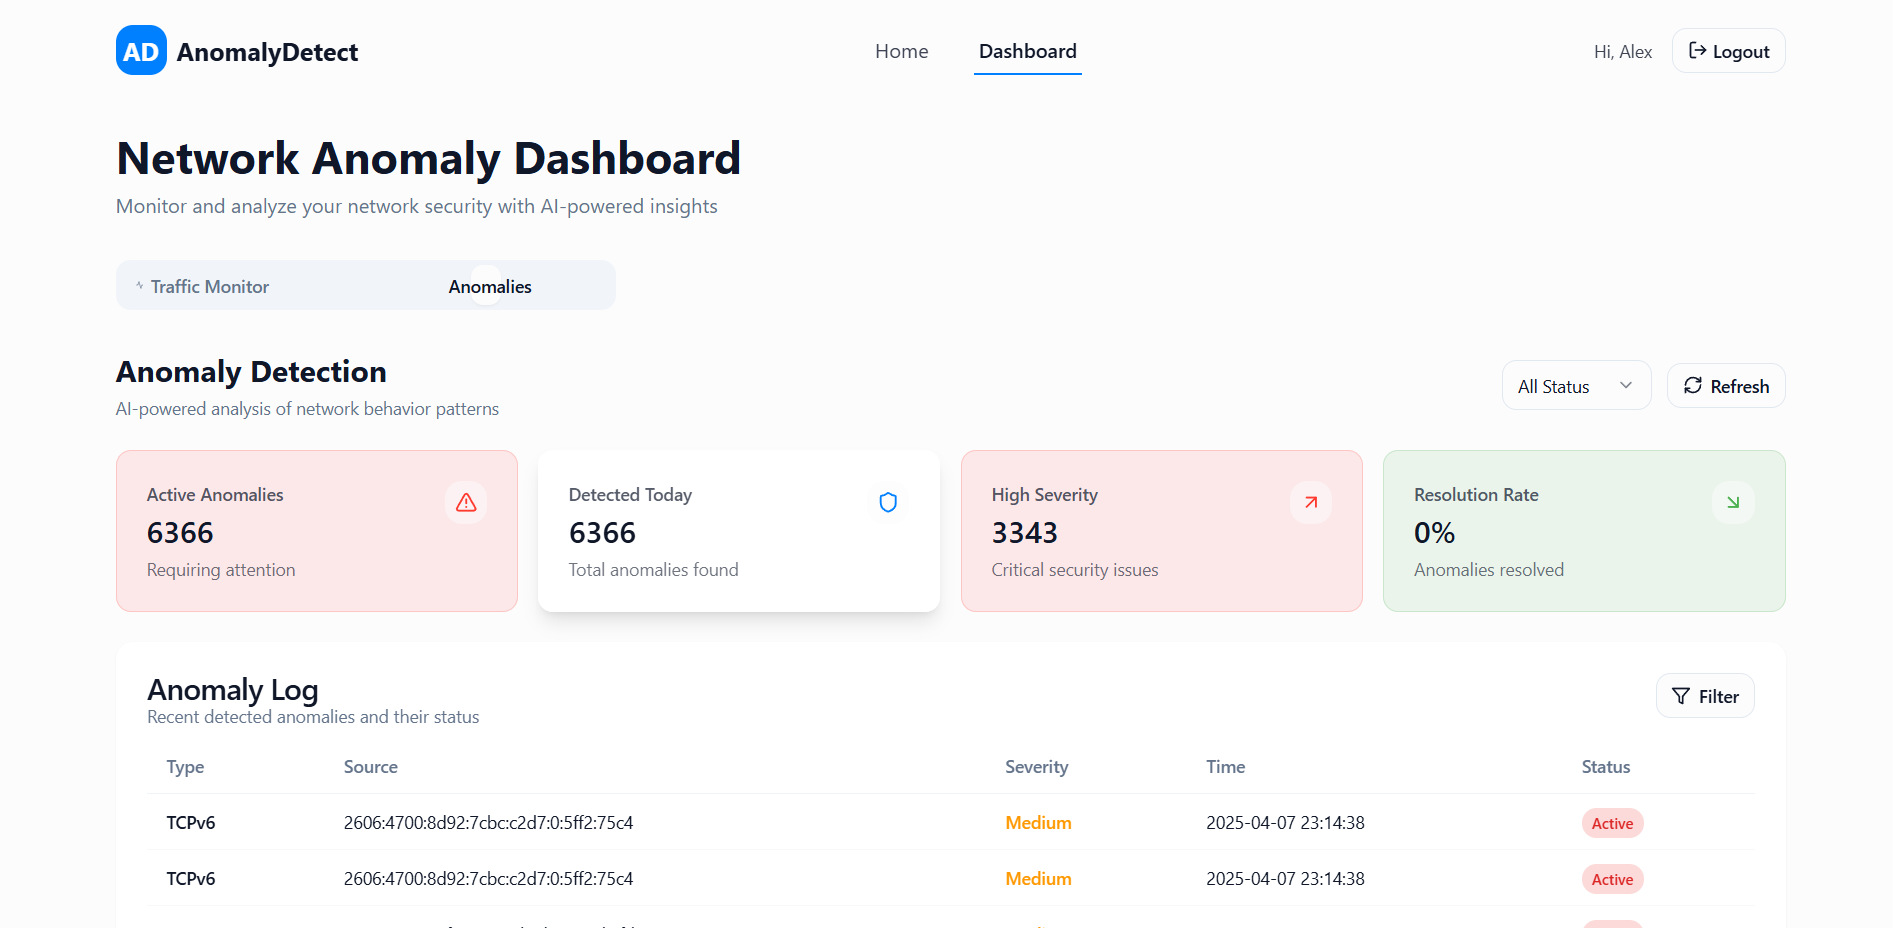 AD AnomalyDetect Home Dashboard Hi, Alex Logout
Network Anomaly Dashboard
Monitor and analyze your network security with AI-powered insights
Traffic Monitor Anomalies
Anomaly Detection
AI-powered analysis of network behavior patterns
All Status Refresh
Active Anomalies
6366
Requiring attention
Detected Today
6366
Total anomalies found
High Severity
3343
Critical security issues
Resolution Rate
0%
Anomalies resolved
Anomaly Log
Recent detected anomalies and their status
Filter
Type Source Severity Time Status
TCPv6 2606:4700:8d92:7cbc:c2d7:0:5ff2:75c4 Medium 2025-04-07 23:14:38 Active
TCPv6 2606:4700:8d92:7cbc:c2d7:0:5ff2:75c4 Medium 2025-04-07 23:14:38 Active